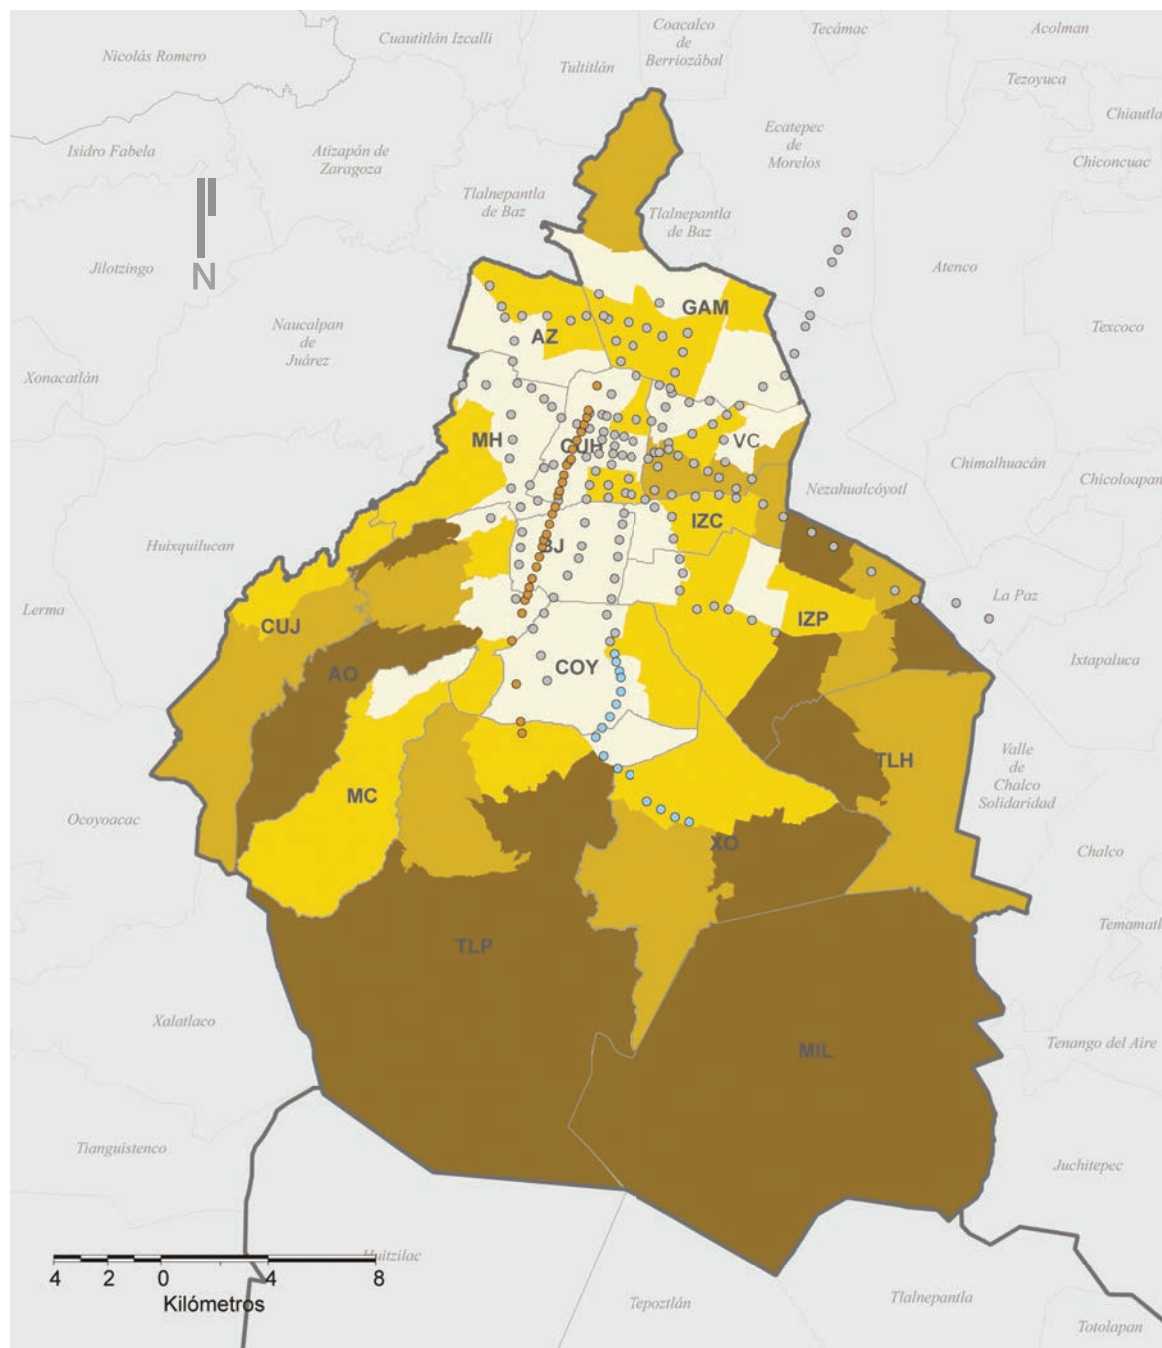 Coacalco
de
Berriozábal
Tecámac
Acolman
Cuautitlán Izcalli
Nicolás Romero
Tultitlán
Tezoyuca
Chiautla
Ecatepec
de
Morelos
Isidro Fabela
Atizapán de
Zaragoza
Chiconcuac
Tlalnepantla
de Baz
Tlalnepantla
de Baz
N
Jilotzingo
Atenco
GAM
Naucalpan
de
Juárez
AZ
Texcoco
Xonacatlán
MH
CUH
VC
Chimalhuacán
Chicoloapan
Nezahualcóyotl
IZC
Huixquilucan
BJ
Lerma
La Paz
CUJ
IZP
AO
COY
Ixtapaluca
TLH
Valle
de
Chalco
Solidaridad
MC
Ocoyoacac
XO
Chalco
TLP
Xalatlaco
MIL
Tenango del Aire
Tianguistenco
Juchitepec
Huitzilac
4 2 0 4 8
Kilómetros
Tepoztlán
Tlalnepantla
Totolapan